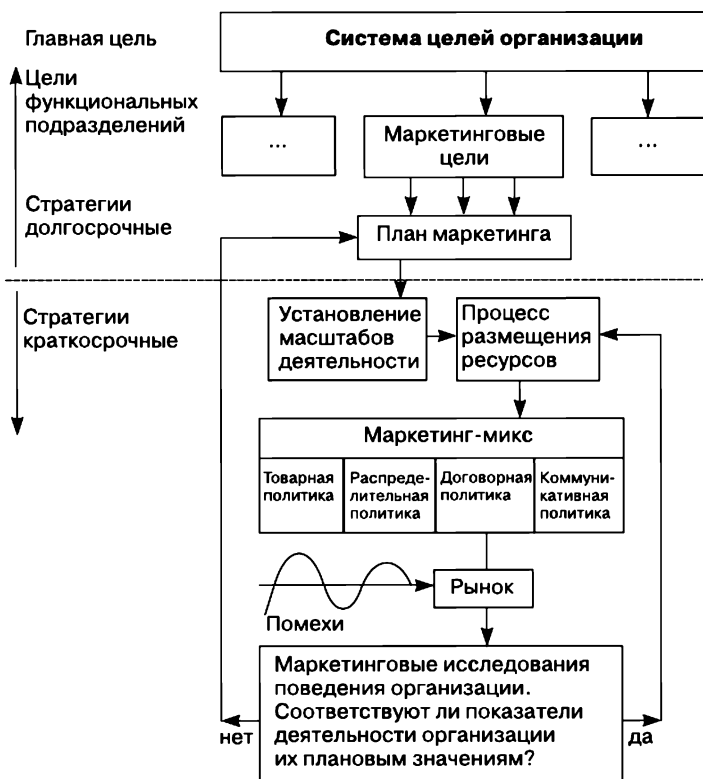 Главная цель
Система целей организации
Цели
функциональных
подразделений
...
Маркетинговые
цели
...
Стратегии
долгосрочные
План маркетинга
Стратегии
краткосрочные
Установление
масштабов
деятельности
Процесс
размещения
ресурсов
Маркетинг-микс
Товарная
политика
Распреде-
лительная
политика
Договорная
политика
Коммуни-
кативная
политика
Рынок
Помехи
Маркетинговые исследования
поведения организации.
Соответствуют ли показатели
деятельности организации
их плановым значениям?
нет
да